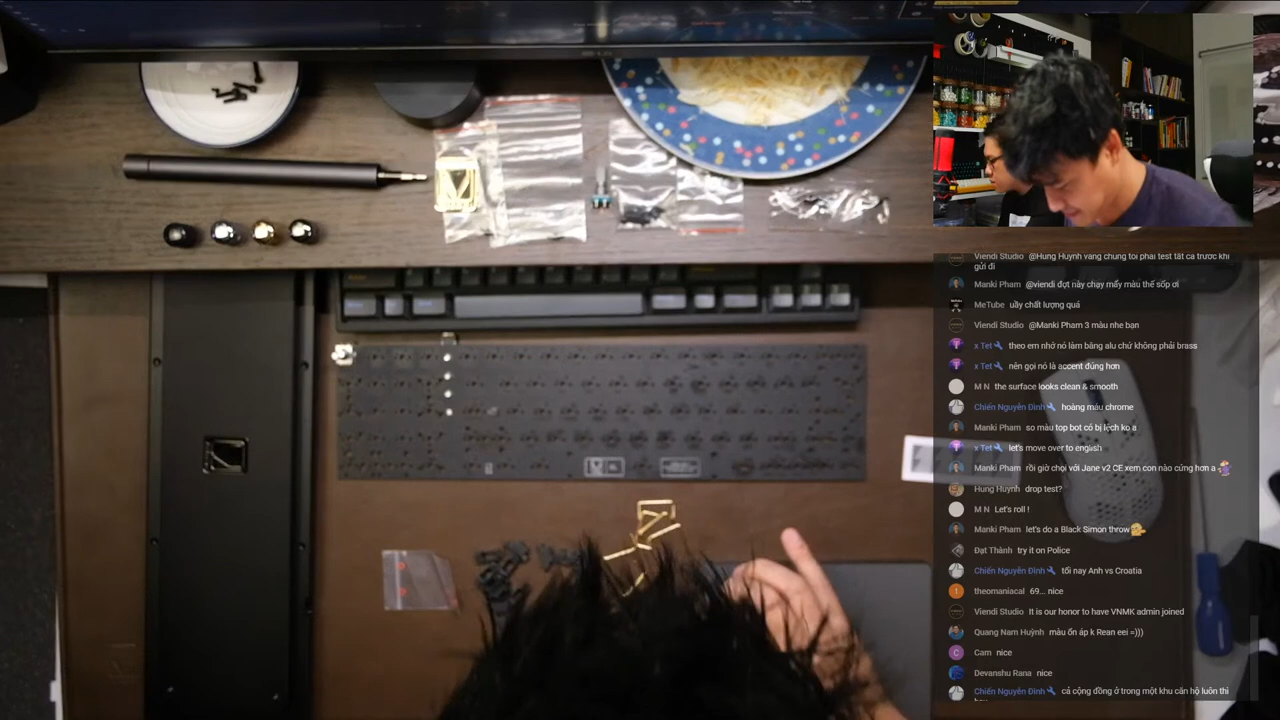 Viendi Studio @Hung Huynh vang chung toi phai test tất cả trước khi
gửi đi
Manki Pham @viendi đợt này chạy mấy màu thế sốp ơi
MeTube uầy chất lượng quá
Viendi Studio @Manki Pham 3 màu nhe bạn
x Tet theo em nhớ nó làm bằng alu chứ không phải brass
x Tet nên gọi nó là accent đúng hơn
M N the surface looks clean & smooth
Chiến Nguyễn Đình hoàng màu chrome
Manki Pham so màu top bot có bị lệch ko a
x Tet let's move over to english
Manki Pham rồi giờ chọi với Jane v2 CE xem con nào cứng hơn a
Hung Huỳnh drop test?
M N Let's roll !
Manki Pham let's do a Black Simon throw
Đạt Thành try it on Police
Chiến Nguyễn Đình tối nay Anh vs Croatia
theomaniacal 69... nice
Viendi Studio It is our honor to have VNMK admin joined
Quang Nam Huỳnh màu ổn áp k Rean eei =)))
Cam nice
Devanshu Rana nice
Chiến Nguyễn Đình cả cộng đồng ở trong một khu căn hộ luôn thì